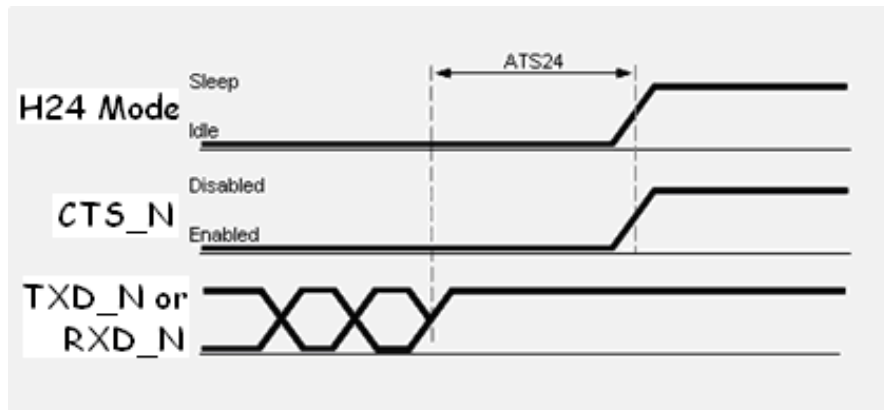 ATS24
Sleep
H24 Mode
Idle
Disabled
CTS_N
Enabled
TXD_N or
RXD_N